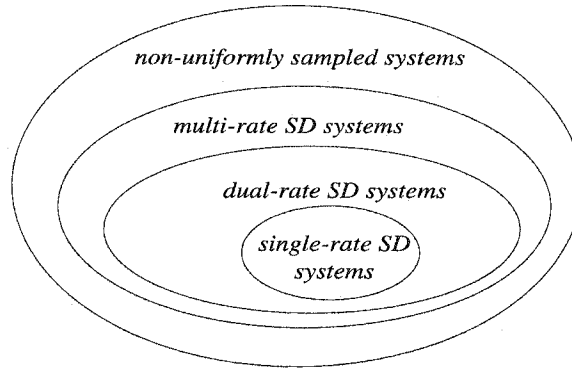 non-uniformly sampled systems
multi-rate SD systems
dual-rate SD systems
single-rate SD
systems